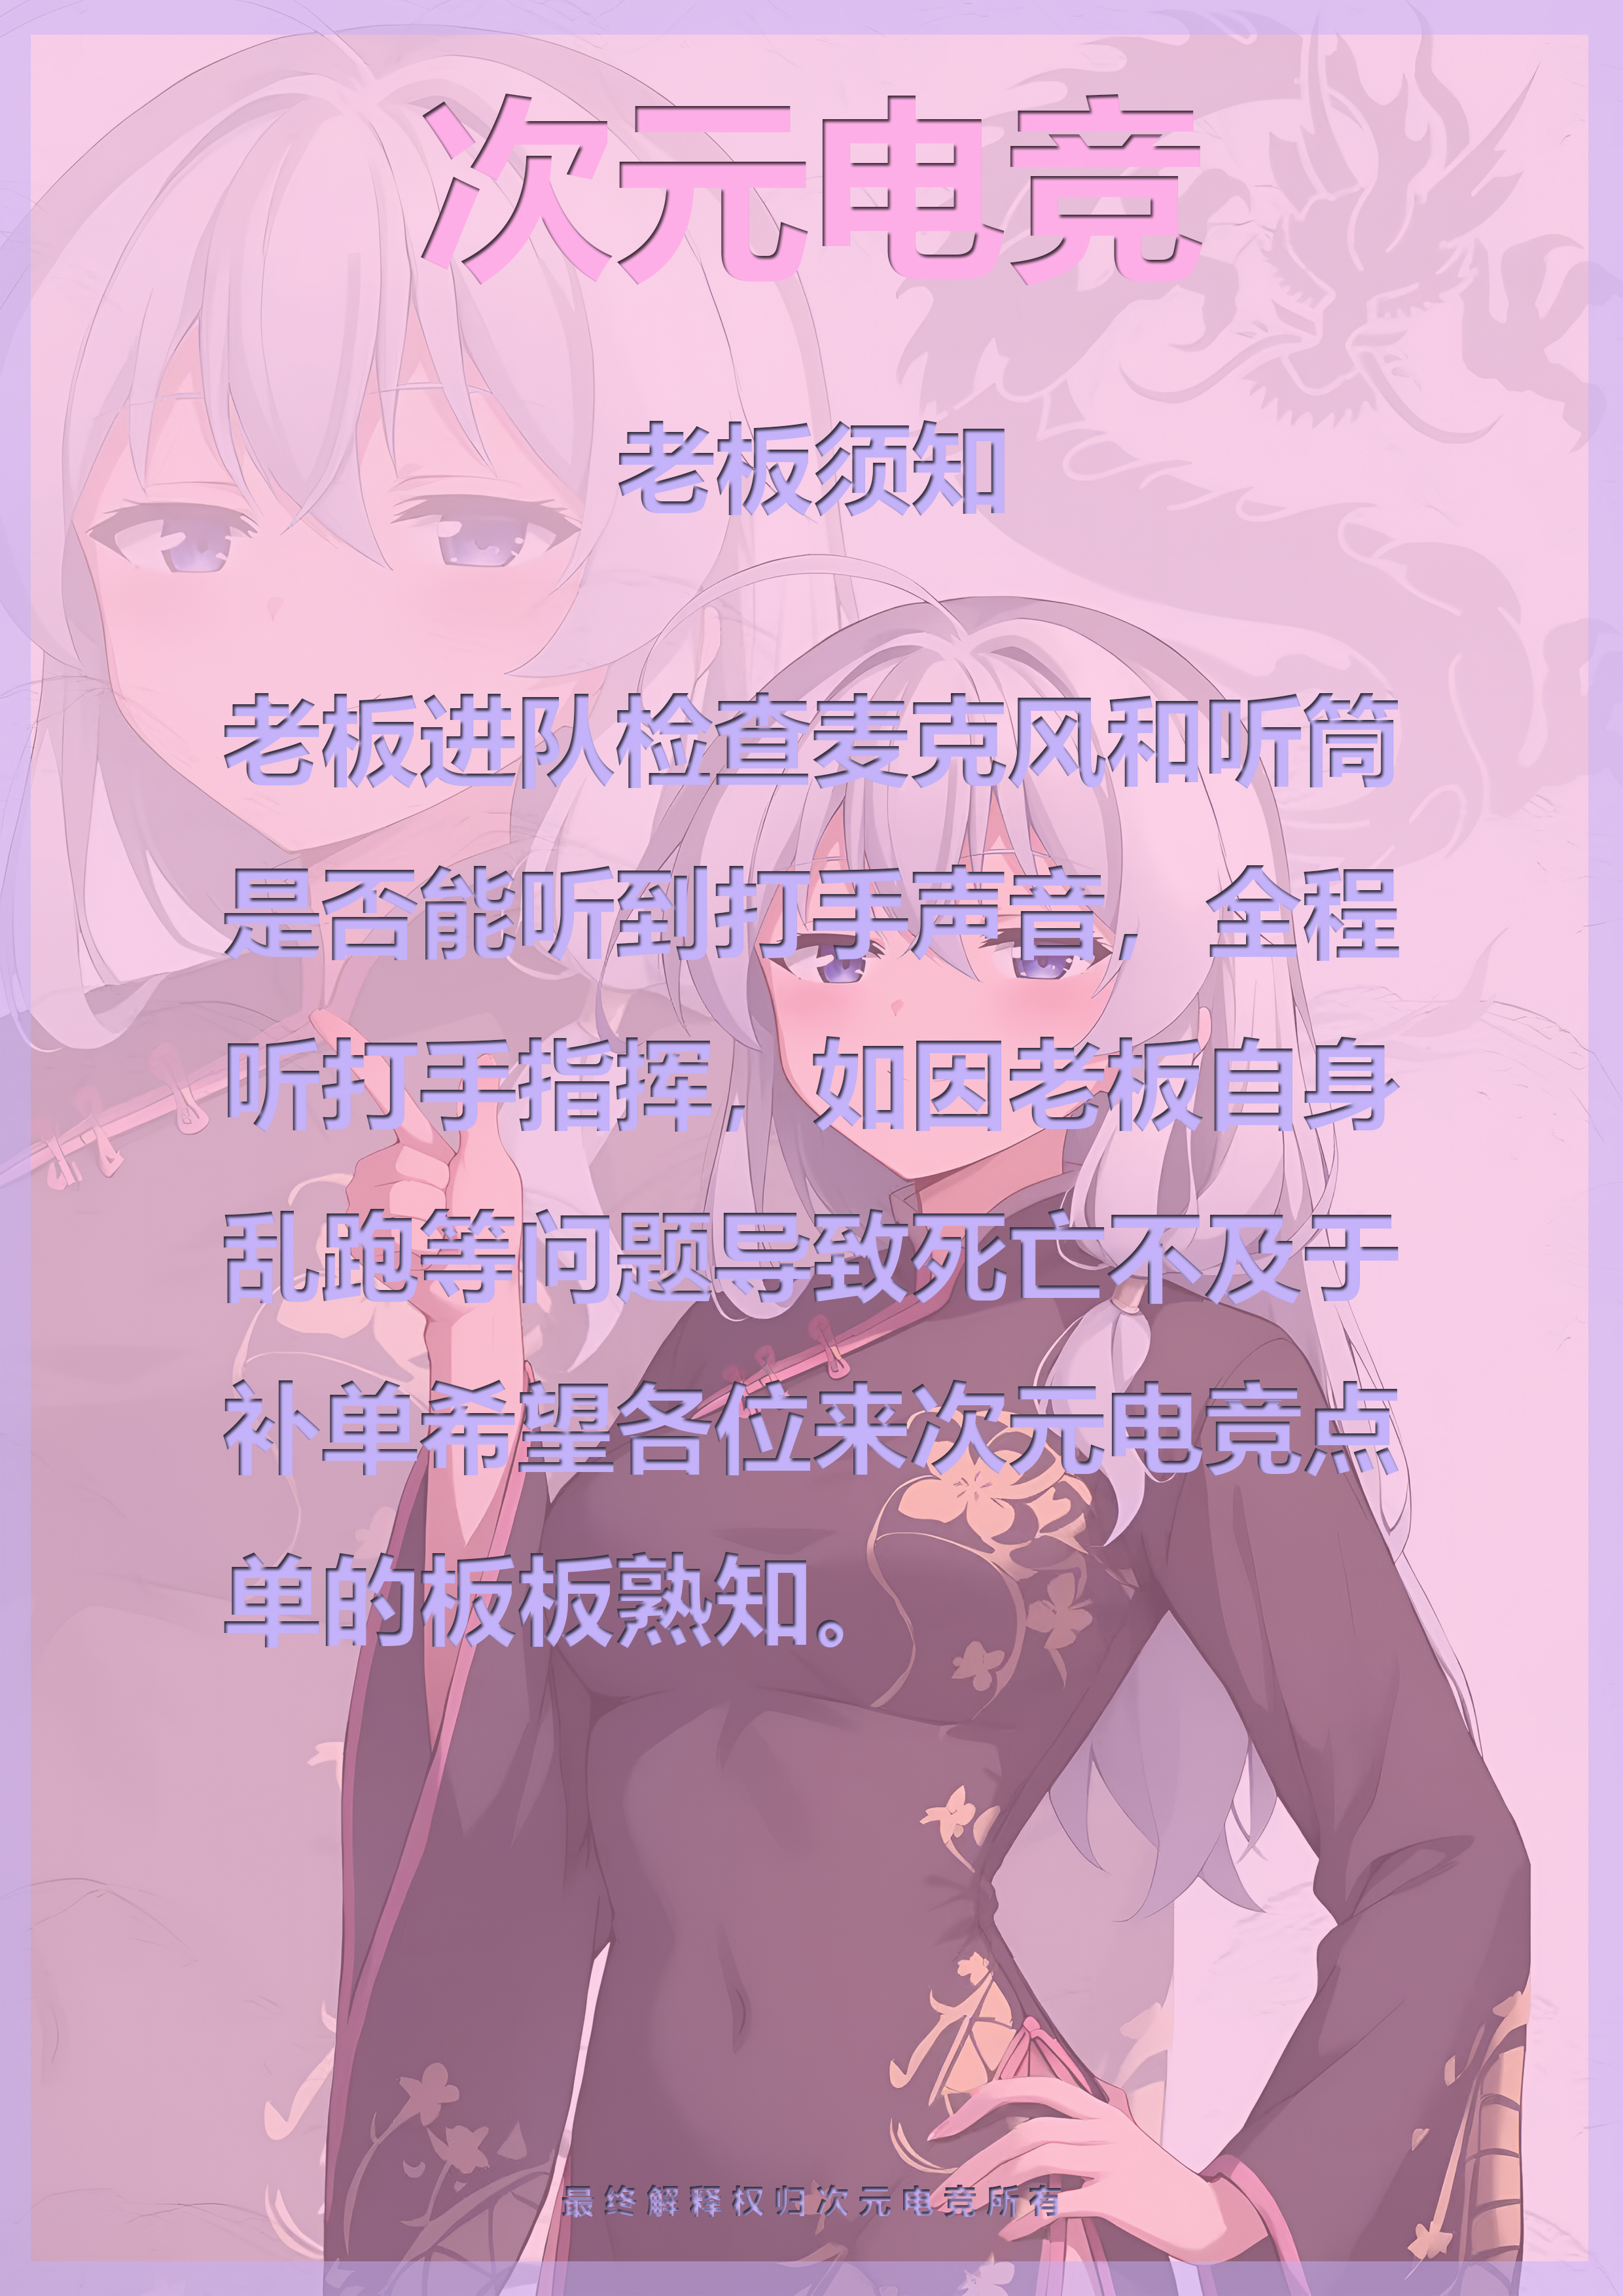 次元电竞
老板须知
老板进队检查麦克风和听筒
是否能听到打手声音，全程
听打手指挥，如因老板自身
乱跑等问题导致死亡不及于
补单希望各位来次元电竞点
单的板板熟知。
最终解释权归次元电竞所有